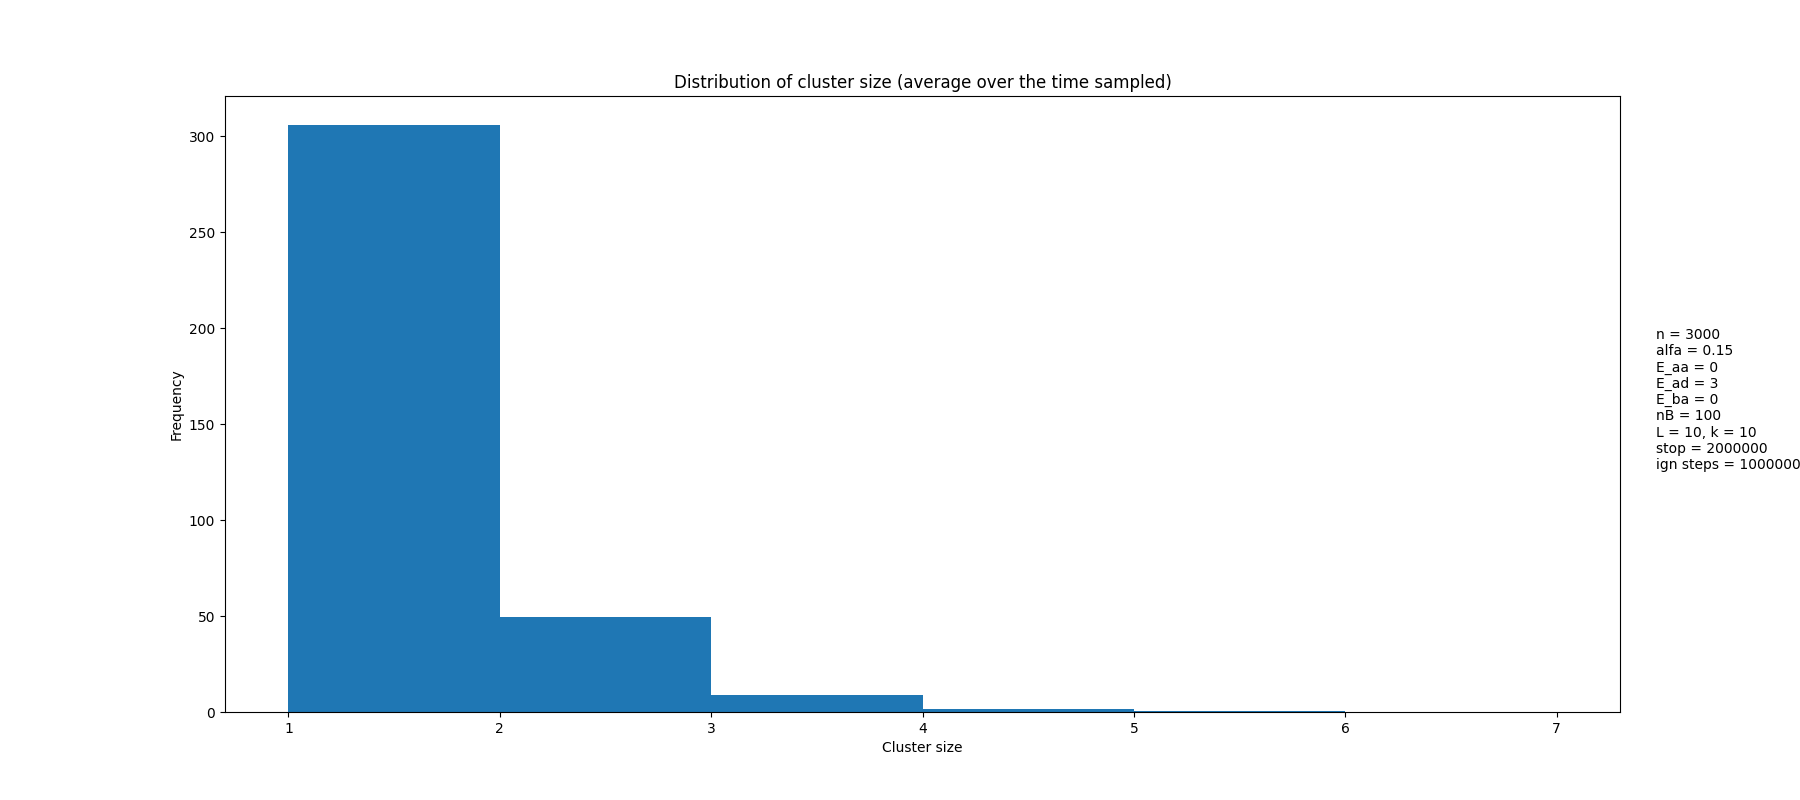 Distribution of cluster size (average over the time sampled)
300
250
200
150
100
50
0
Frequency
1 2 3 4 5 6 7
Cluster size
n = 3000
alfa = 0.15
E_aa = 0
E_ad = 3
E_ba = 0
nB = 100
L = 10, k = 10
stop = 2000000
ign steps = 1000000